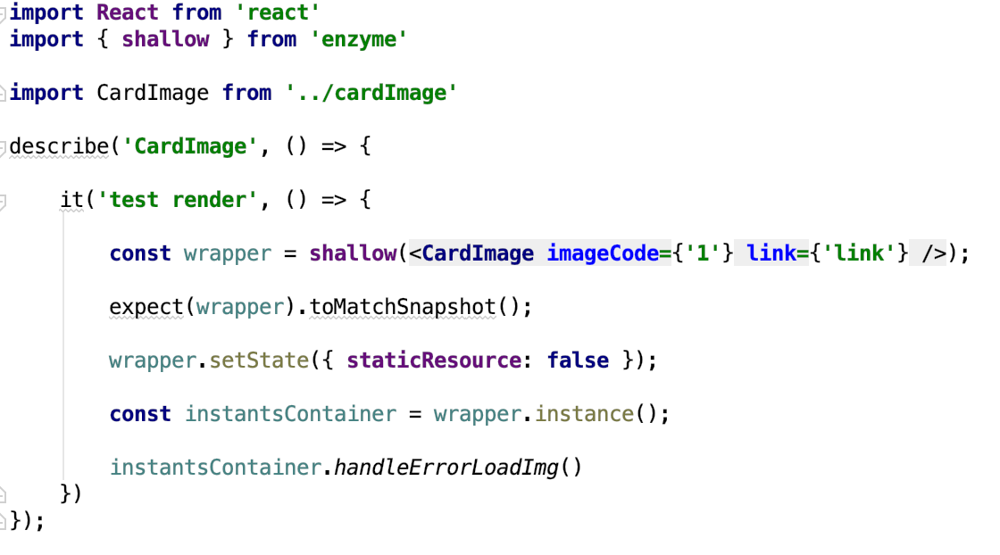 import React from 'react'
import { shallow } from 'enzyme'
import CardImage from '../cardImage'
describe('CardImage', () => {
it('test render', () => {
const wrapper = shallow(<CardImage imageCode={'1'} link={'link'} />);
expect(wrapper).toMatchSnapshot();
wrapper.setState({ staticResource: false });
const instantsContainer = wrapper.instance();
instantsContainer.handleErrorLoadImg()
})
});